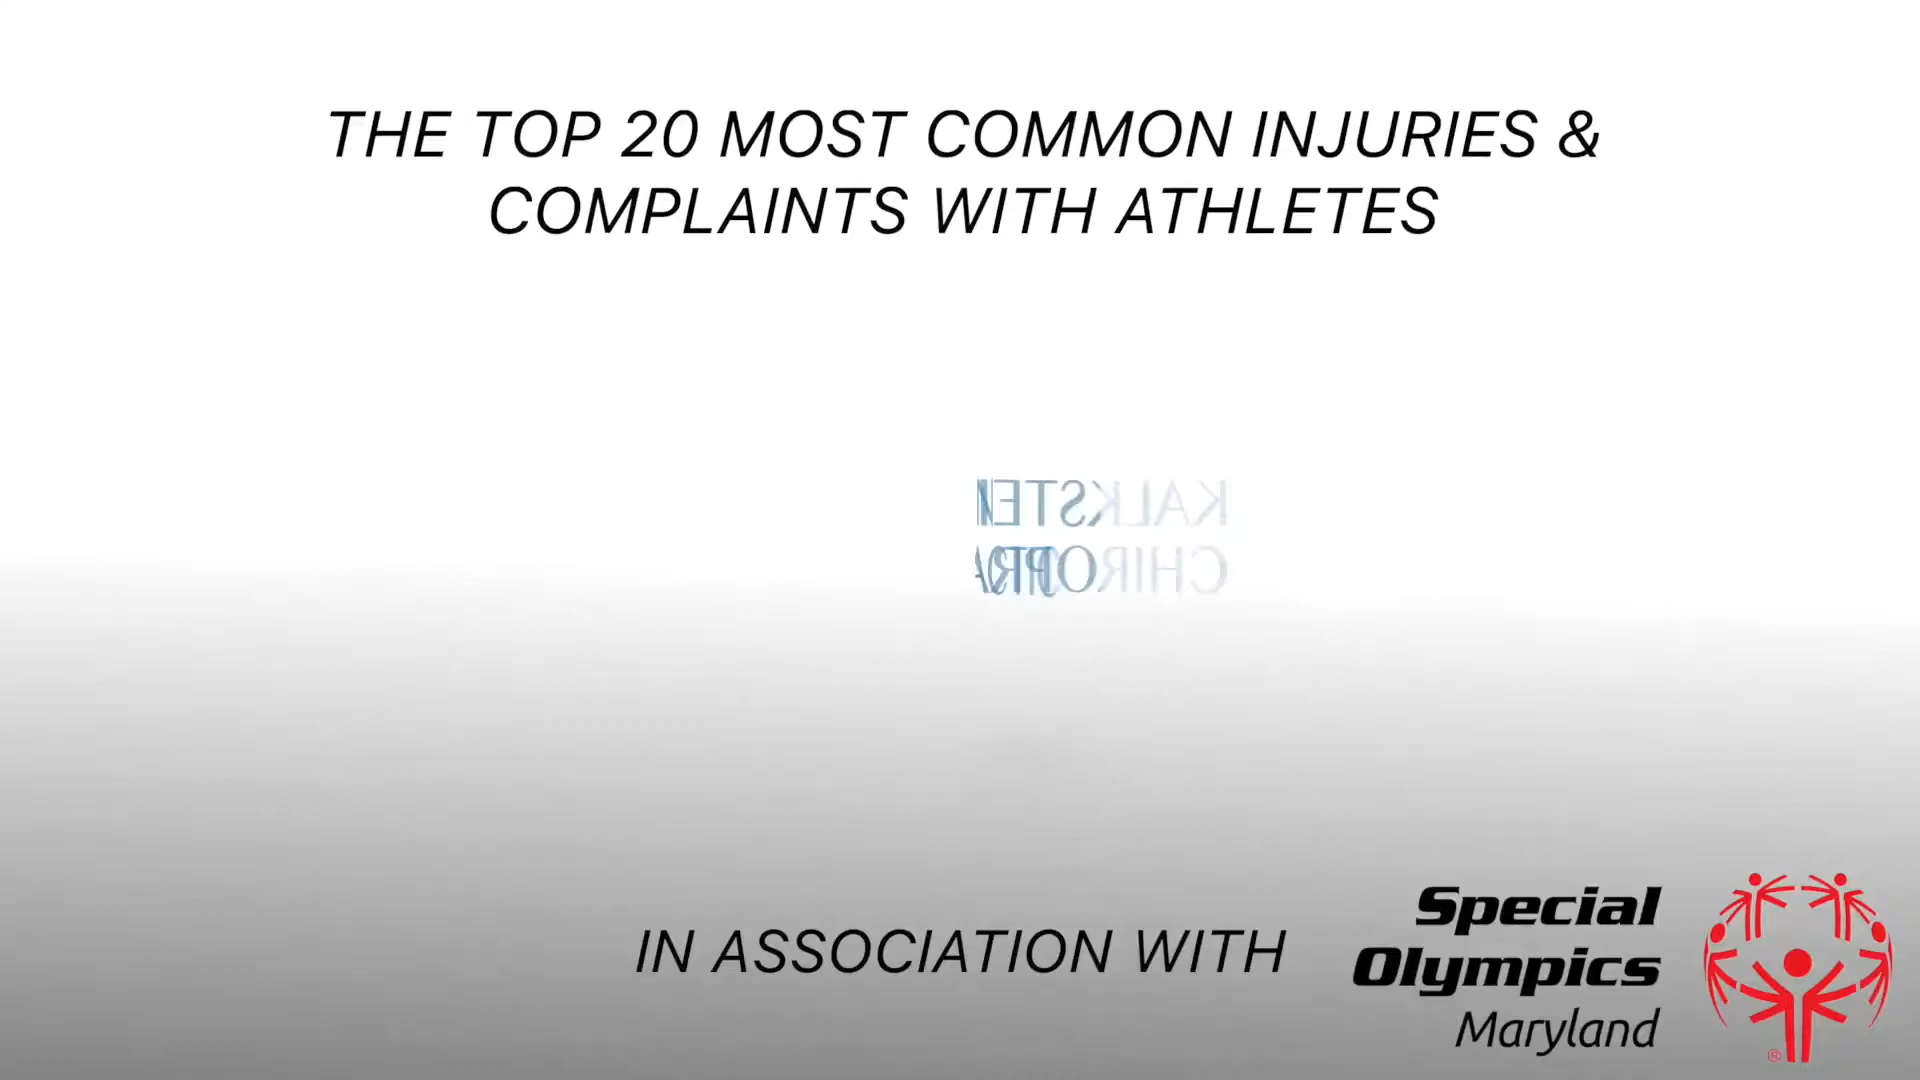 THE TOP 20 MOST COMMON INJURIES &
COMPLAINTS WITH ATHLETES
IN ASSOCIATION WITH
Special
Olympics
Maryland
®